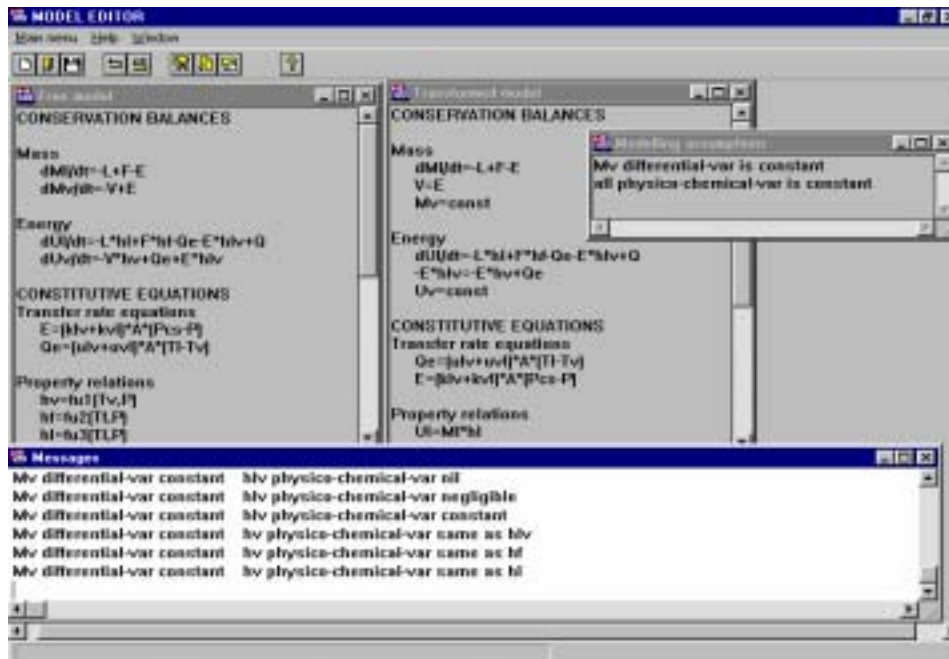 MODEL EDITOR
Main menu Help Window
Free model
CONSERVATION BALANCES
Mass
dMl/dt=-L+F-E
dMv/dt=-V+E
Energy
dUl/dt=-L*hl+F*hf-Qe-E*hlv+Q
dUv/dt=-V*hv+Qe+E*hlv
CONSTITUTIVE EQUATIONS
Transfer rate equations
E=(klv+kvl)*A*(Pcs-P)
Qe=(ulv+uvl)*A*(Tl-Tv)
Property relations
hv=fu1(Tv,P)
hf=fu2(Tf,P)
hl=fu3(Tl,P)
Transformed model
CONSERVATION BALANCES
Mass
dMl/dt=-L+F-E
V=E
Mv=const
Energy
dUl/dt=-L*hl+F*hf-Qe-E*hlv+Q
-E*hlv=-E*hv+Qe
Uv=const
CONSTITUTIVE EQUATIONS
Transfer rate equations
Qe=(ulv+uvl)*A*(Tl-Tv)
E=(klv+kvl)*A*(Pcs-P)
Property relations
Ul=Ml*hl
Modelling assumptions
Mv differential-var is constant
all physico-chemical-var is constant
Messages
Mv differential-var constant hlv physico-chemical-var nil
Mv differential-var constant hlv physico-chemical-var negligible
Mv differential-var constant hlv physico-chemical-var constant
Mv differential-var constant hv physico-chemical-var same as hlv
Mv differential-var constant hv physico-chemical-var same as hf
Mv differential-var constant hv physico-chemical-var same as hl